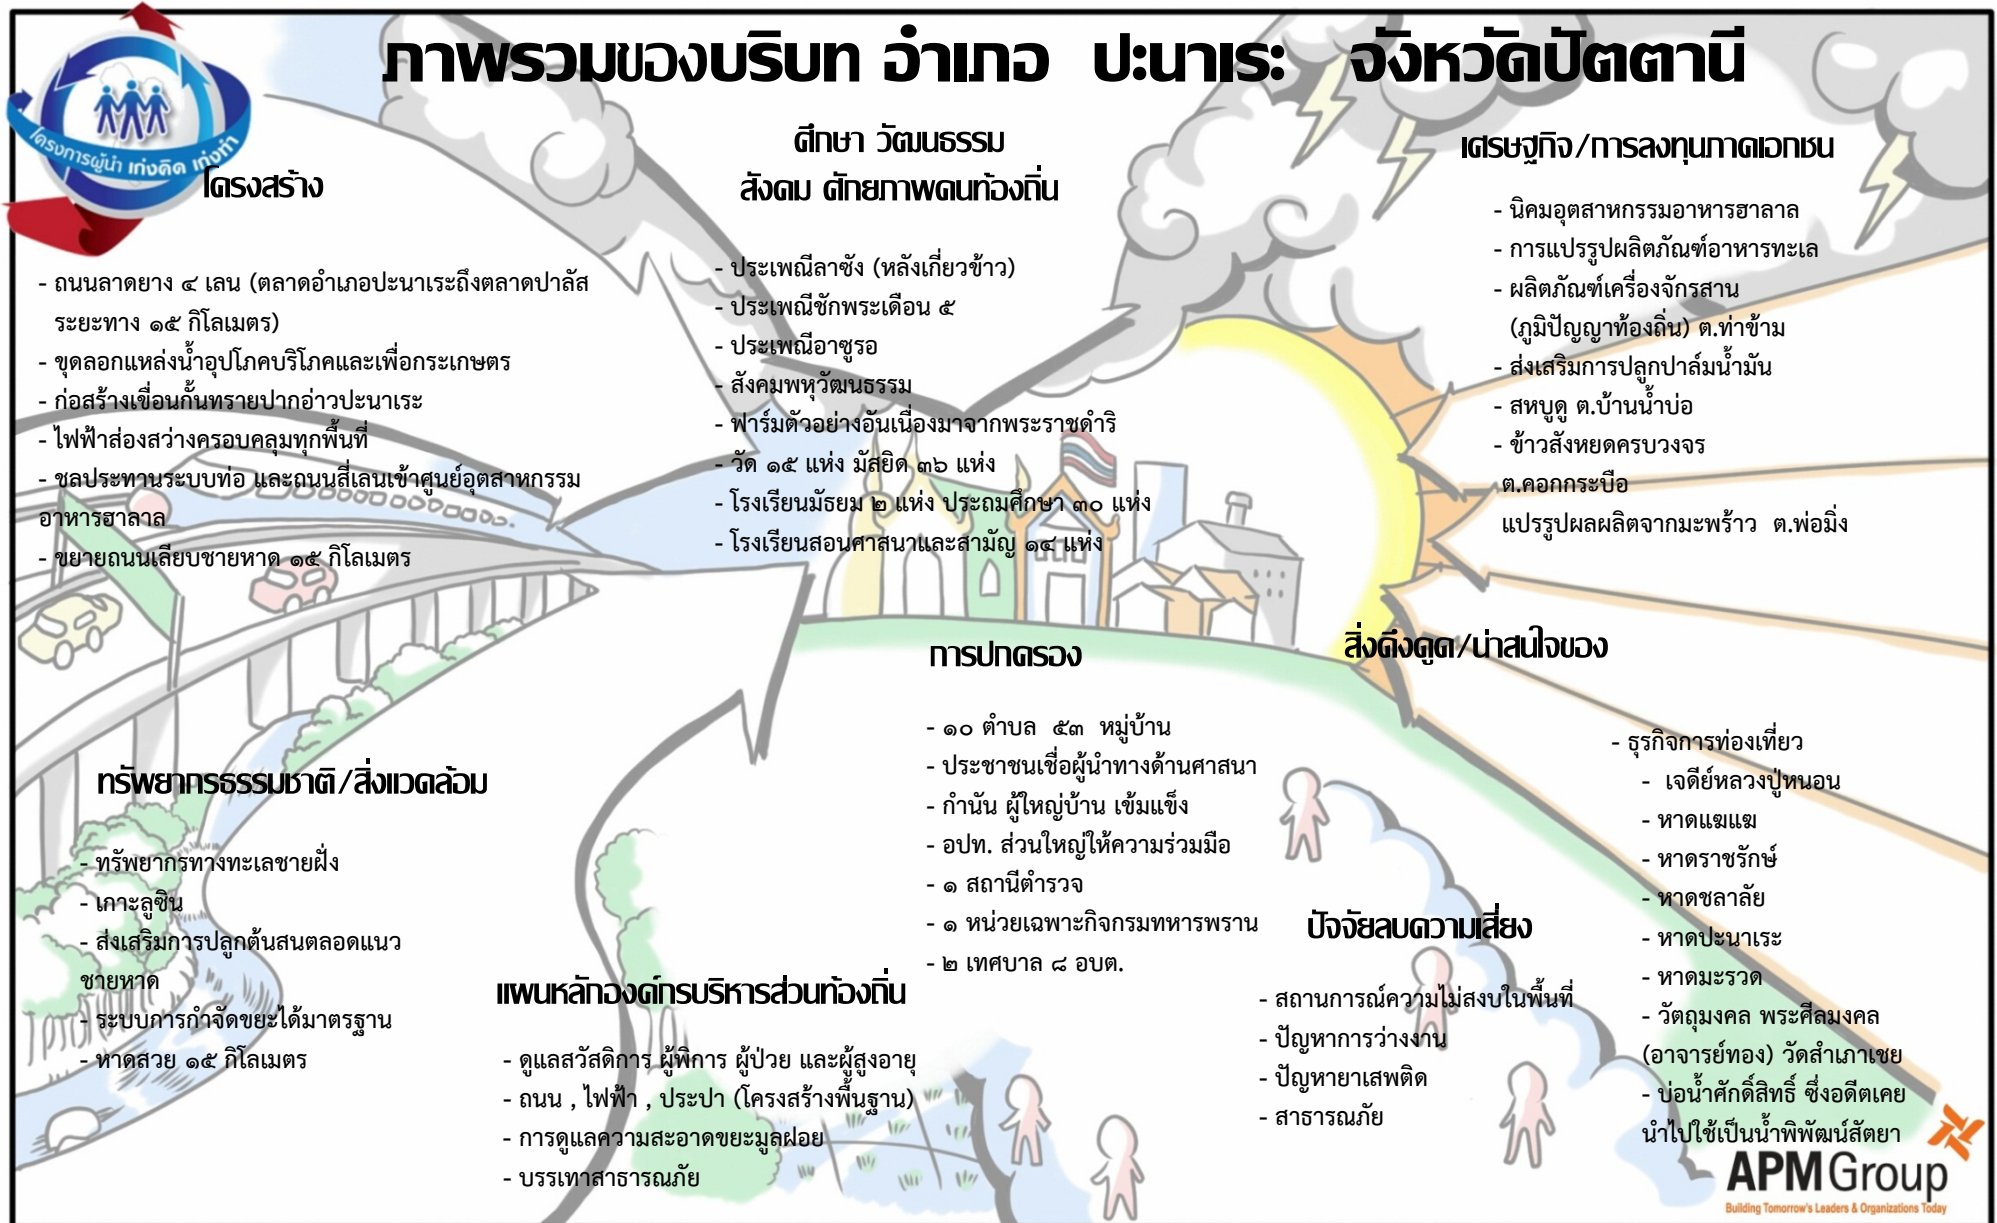 ภาพรวมของบริบท อำเภอ ปะนาเระ จังหวัดปัตตานี
โครงการผู้นำ เก่งคิด เก่งทำ
โครงสร้าง
- ถนนลาดยาง ๔ เลน (ตลาดอำเภอปะนาเระถึงตลาดปาลัส
ระยะทาง ๑๕ กิโลเมตร)
- ขุดลอกแหล่งน้ำอุปโภคบริโภคและเพื่อกระเกษตร
- ก่อสร้างเขื่อนกั้นทรายปากอ่าวปะนาเระ
- ไฟฟ้าส่องสว่างครอบคลุมทุกพื้นที่
- ชลประทานระบบท่อ และถนนสี่เลนเข้าศูนย์อุตสาหกรรม
อาหารฮาลาล
- ขยายถนนเลียบชายหาด ๑๕ กิโลเมตร
ศึกษา วัฒนธรรม
สังคม ศักยภาพคนท้องถิ่น
- ประเพณีลาซัง (หลังเกี่ยวข้าว)
- ประเพณีชักพระเดือน ๕
- ประเพณีอาซูรอ
- สังคมพหุวัฒนธรรม
- ฟาร์มตัวอย่างอันเนื่องมาจากพระราชดำริ
- วัด ๑๕ แห่ง มัสยิด ๓๖ แห่ง
- โรงเรียนมัธยม ๒ แห่ง ประถมศึกษา ๓๐ แห่ง
- โรงเรียนสอนศาสนาและสามัญ ๑๔ แห่ง
เศรษฐกิจ/การลงทุนภาคเอกชน
- นิคมอุตสาหกรรมอาหารฮาลาล
- การแปรรูปผลิตภัณฑ์อาหารทะเล
- ผลิตภัณฑ์เครื่องจักรสาน
(ภูมิปัญญาท้องถิ่น) ต.ท่าข้าม
- ส่งเสริมการปลูกปาล์มน้ำมัน
- สหบูดู ต.บ้านน้ำบ่อ
- ข้าวสังหยดครบวงจร
ต.คอกกระบือ
แปรรูปผลผลิตจากมะพร้าว ต.พ่อมิ่ง
ทรัพยากรธรรมชาติ/สิ่งแวดล้อม
- ทรัพยากรทางทะเลชายฝั่ง
- เกาะลูซิน
- ส่งเสริมการปลูกต้นสนตลอดแนว
ชายหาด
- ระบบการกำจัดขยะได้มาตรฐาน
- หาดสวย ๑๕ กิโลเมตร
แผนหลักองค์กรบริหารส่วนท้องถิ่น
- ดูแลสวัสดิการ ผู้พิการ ผู้ป่วย และผู้สูงอายุ
- ถนน , ไฟฟ้า , ประปา (โครงสร้างพื้นฐาน)
- การดูแลความสะอาดขยะมูลฝอย
- บรรเทาสาธารณภัย
การปกครอง
- ๑๐ ตำบล ๕๓ หมู่บ้าน
- ประชาชนเชื่อผู้นำทางด้านศาสนา
- กำนัน ผู้ใหญ่บ้าน เข้มแข็ง
- อปท. ส่วนใหญ่ให้ความร่วมมือ
- ๑ สถานีตำรวจ
- ๑ หน่วยเฉพาะกิจกรมทหารพราน
- ๒ เทศบาล ๘ อบต.
ปัจจัยลบความเสี่ยง
- สถานการณ์ความไม่สงบในพื้นที่
- ปัญหาการว่างงาน
- ปัญหายาเสพติด
- สาธารณภัย
สิ่งดึงดูด/น่าสนใจของ
- ธุรกิจการท่องเที่ยว
- เจดีย์หลวงปู่หนอน
- หาดแฆแฆ
- หาดราชรักษ์
- หาดชลาลัย
- หาดปะนาเระ
- หาดมะรวด
- วัตถุมงคล พระศีลมงคล
(อาจารย์ทอง) วัดสำเภาเชย
- บ่อน้ำศักดิ์สิทธิ์ ซึ่งอดีตเคย
นำไปใช้เป็นน้ำพิพัฒน์สัตยา
APM Group
Building Tomorrow's Leaders & Organizations Today